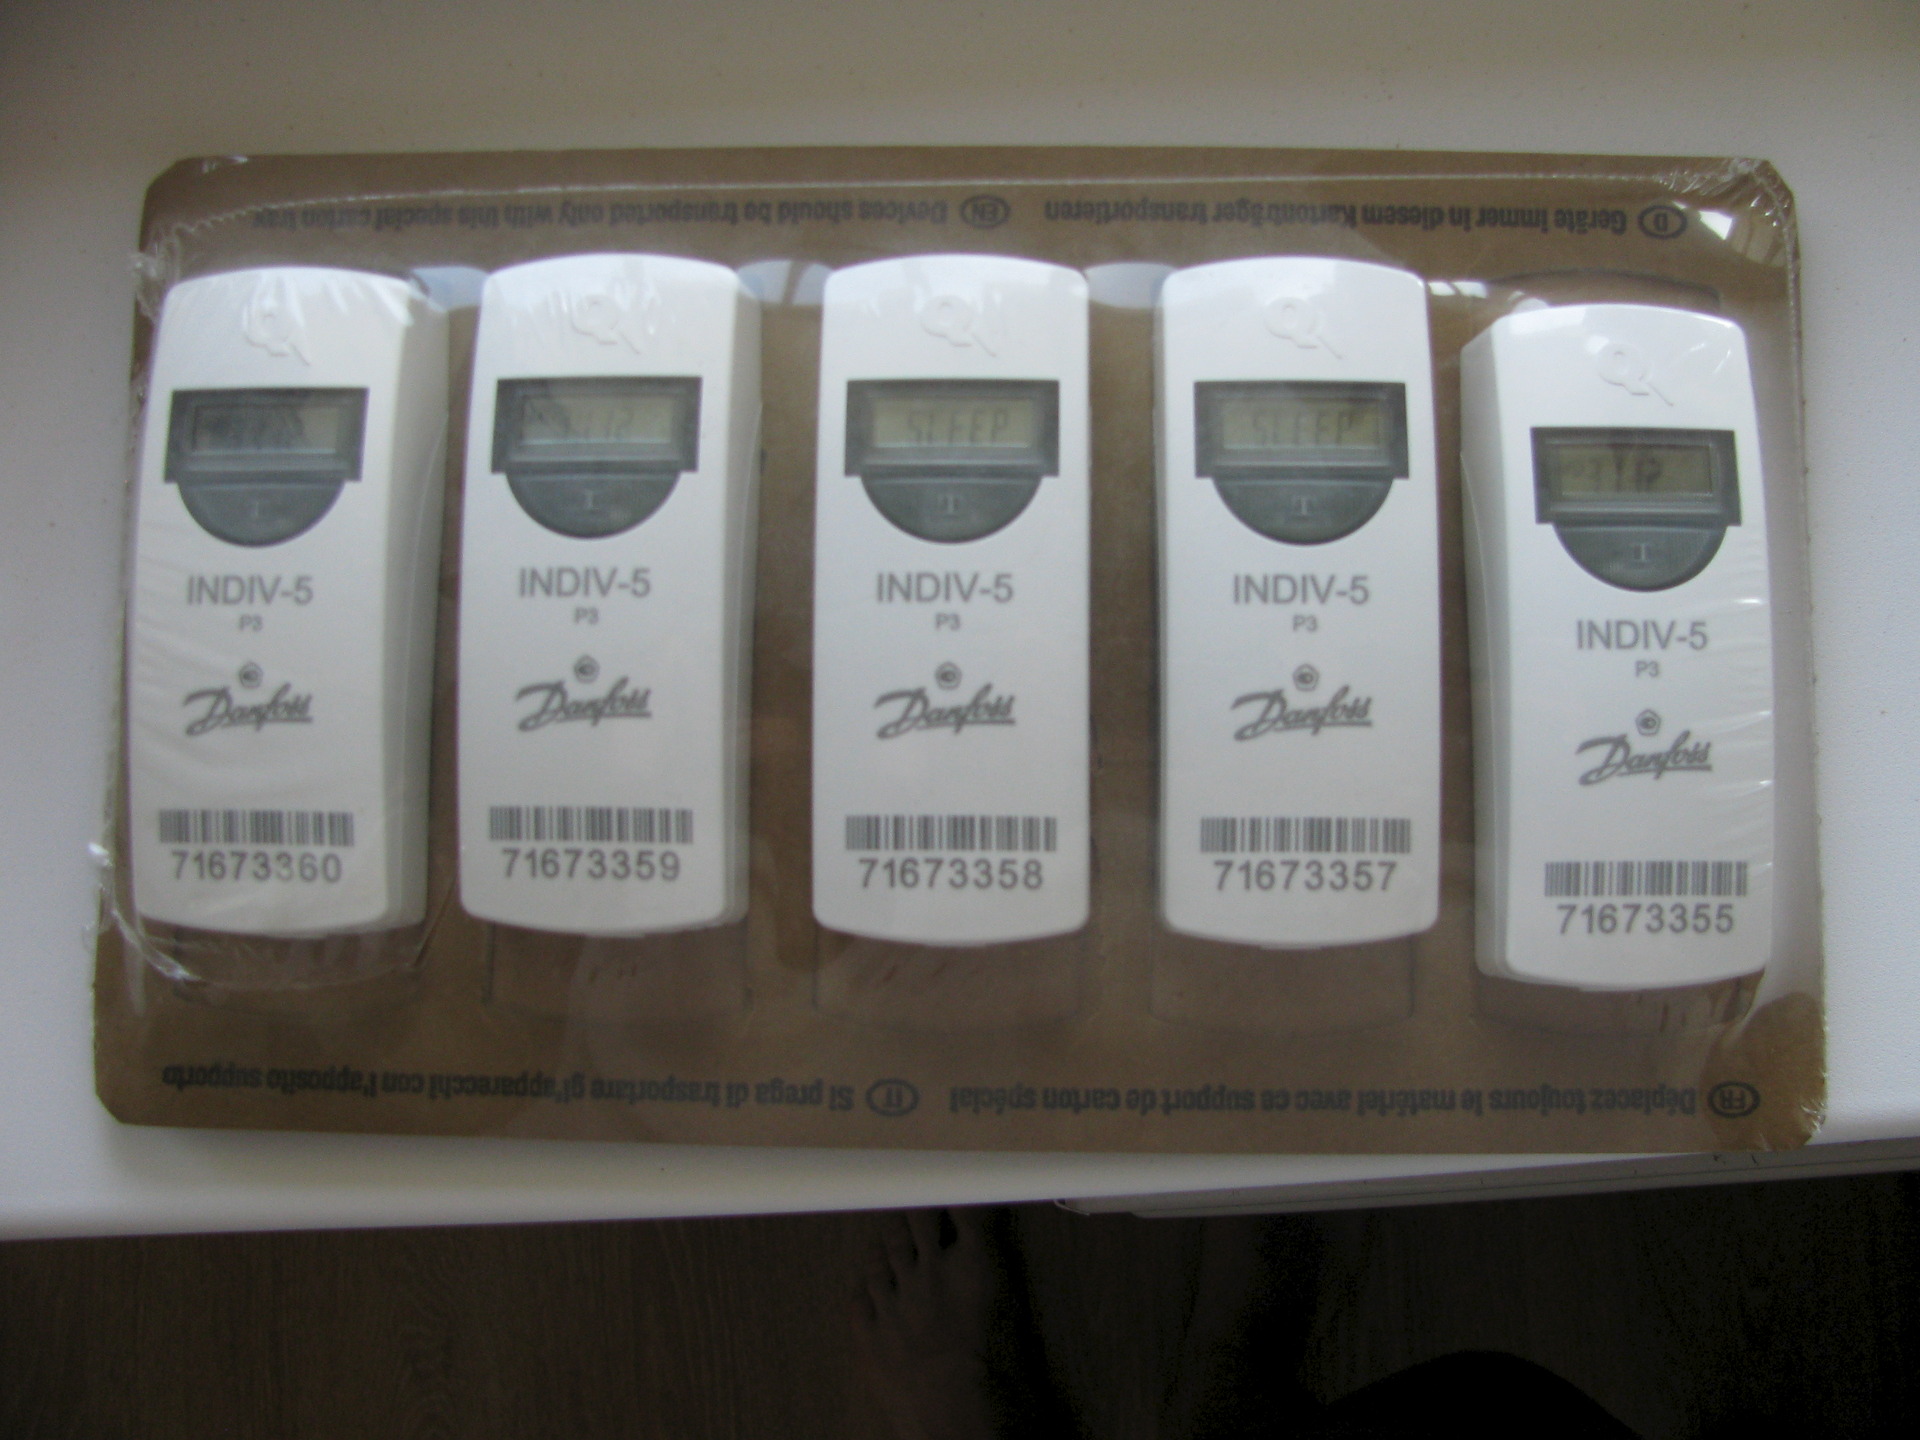 D Geräte immer in diesem Kartonträger transportieren
EN Devices should be transported only with this special carton tray
INDIV-5
P3
Danfoss
71673360
INDIV-5
P3
Danfoss
71673359
SLEEP
INDIV-5
P3
Danfoss
71673358
SLEEP
INDIV-5
P3
Danfoss
71673357
INDIV-5
P3
Danfoss
71673355
FR Déplacez toujours le matériel avec ce support de carton spécial
IT Si prega di trasportare gl'apparecchi con l'apposito supporto